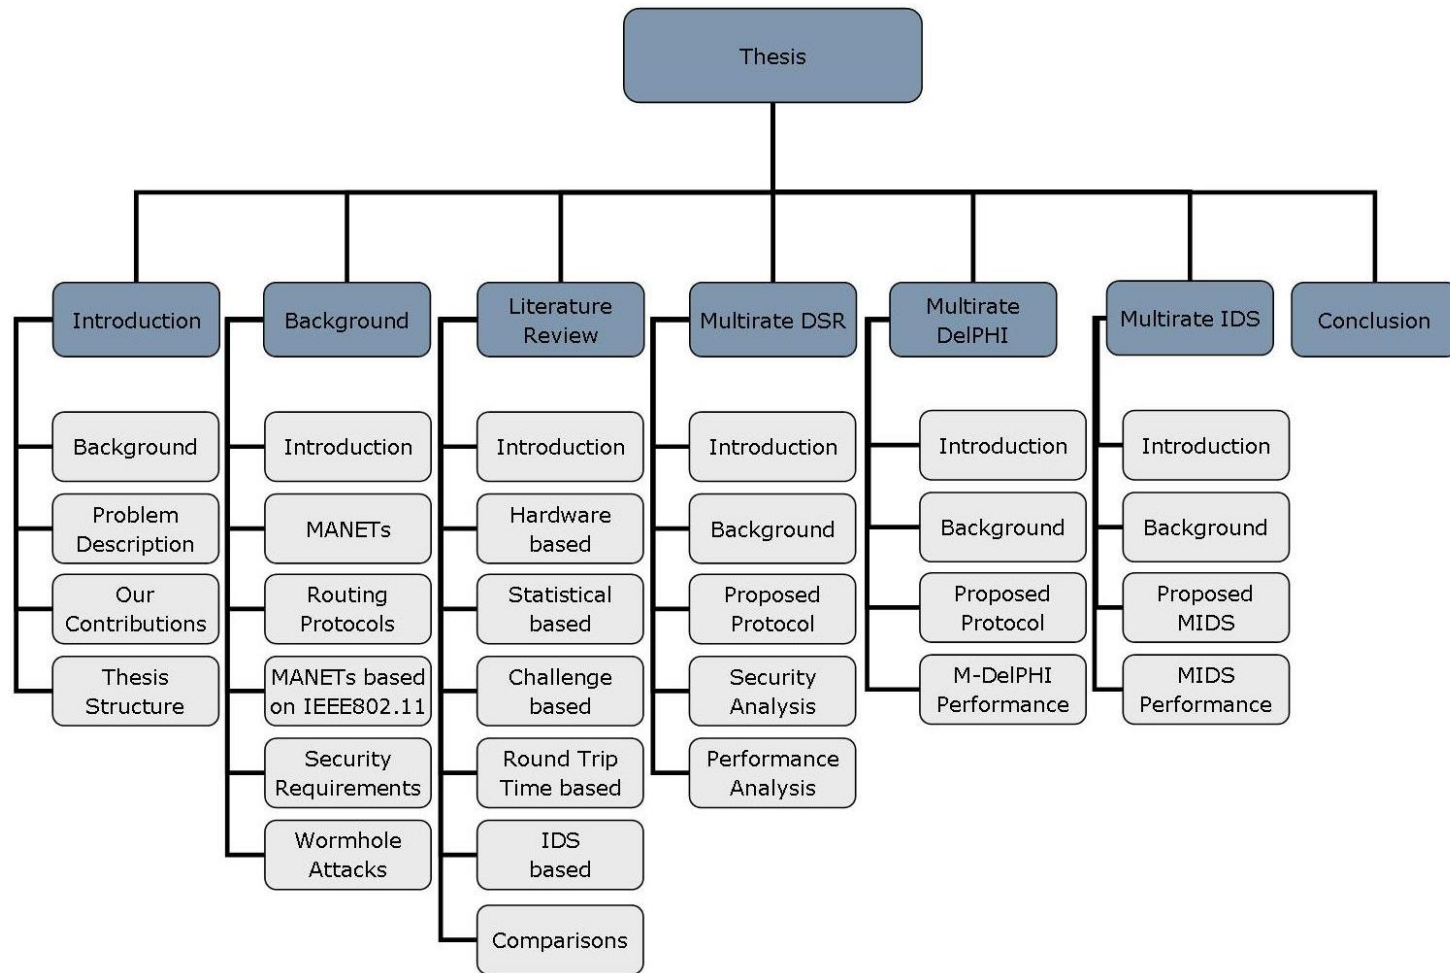 Thesis
Introduction
Background
Problem
Description
Our
Contributions
Thesis
Structure
Background
Introduction
MANETs
Routing
Protocols
MANETs based
on IEEE802.11
Security
Requirements
Wormhole
Attacks
Literature
Review
Introduction
Hardware
based
Statistical
based
Challenge
based
Round Trip
Time based
IDS
based
Comparisons
Multirate DSR
Introduction
Background
Proposed
Protocol
Security
Analysis
Performance
Analysis
Multirate
DelPHI
Introduction
Background
Proposed
Protocol
M-DelPHI
Performance
Multirate IDS
Introduction
Background
Proposed
MIDS
MIDS
Performance
Conclusion